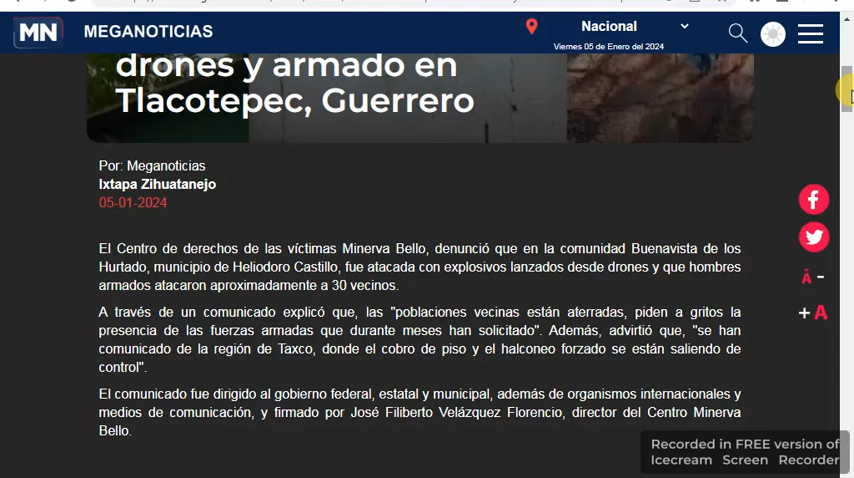 MN MEGANOTICIAS
Nacional
Viernes 05 de Enero del 2024
drones y armado en
Tlacotepec, Guerrero
Por: Meganoticias
Ixtapa Zihuatanejo
05-01-2024
El Centro de derechos de las víctimas Minerva Bello, denunció que en la comunidad Buenavista de los
Hurtado, municipio de Heliodoro Castillo, fue atacada con explosivos lanzados desde drones y que hombres
armados atacaron aproximadamente a 30 vecinos.
A través de un comunicado explicó que, las "poblaciones vecinas están aterradas, piden a gritos la
presencia de las fuerzas armadas que durante meses han solicitado". Además, advirtió que, "se han
comunicado de la región de Taxco, donde el cobro de piso y el halconeo forzado se están saliendo de
control".
El comunicado fue dirigido al gobierno federal, estatal y municipal, además de organismos internacionales y
medios de comunicación, y firmado por José Filiberto Velázquez Florencio, director del Centro Minerva
Bello.
A -
+ A
Recorded in FREE version of
Icecream Screen Recorder